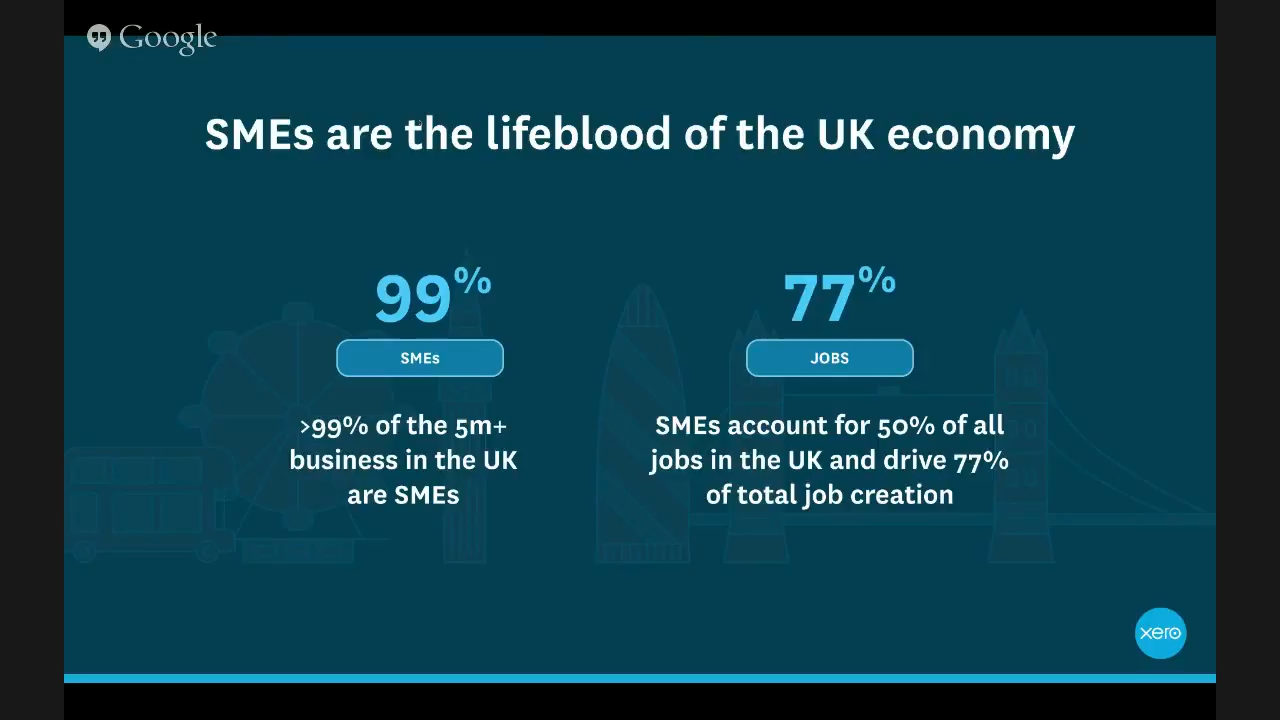 Google
SMEs are the lifeblood of the UK economy
99%
SMEs
>99% of the 5m+
business in the UK
are SMEs
77%
JOBS
SMEs account for 50% of all
jobs in the UK and drive 77%
of total job creation
xero